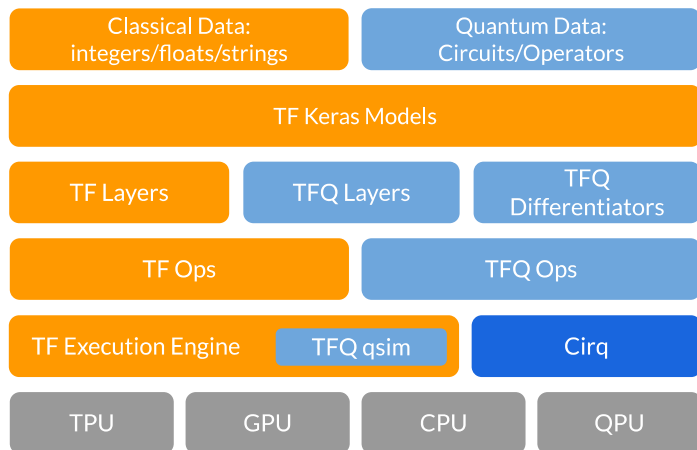 Classical Data:
integers/floats/strings
Quantum Data:
Circuits/Operators
TF Keras Models
TF Layers
TFQ Layers
TFQ
Differentiators
TF Ops
TFQ Ops
TF Execution Engine
TFQ qsim
Cirq
TPU
GPU
CPU
QPU